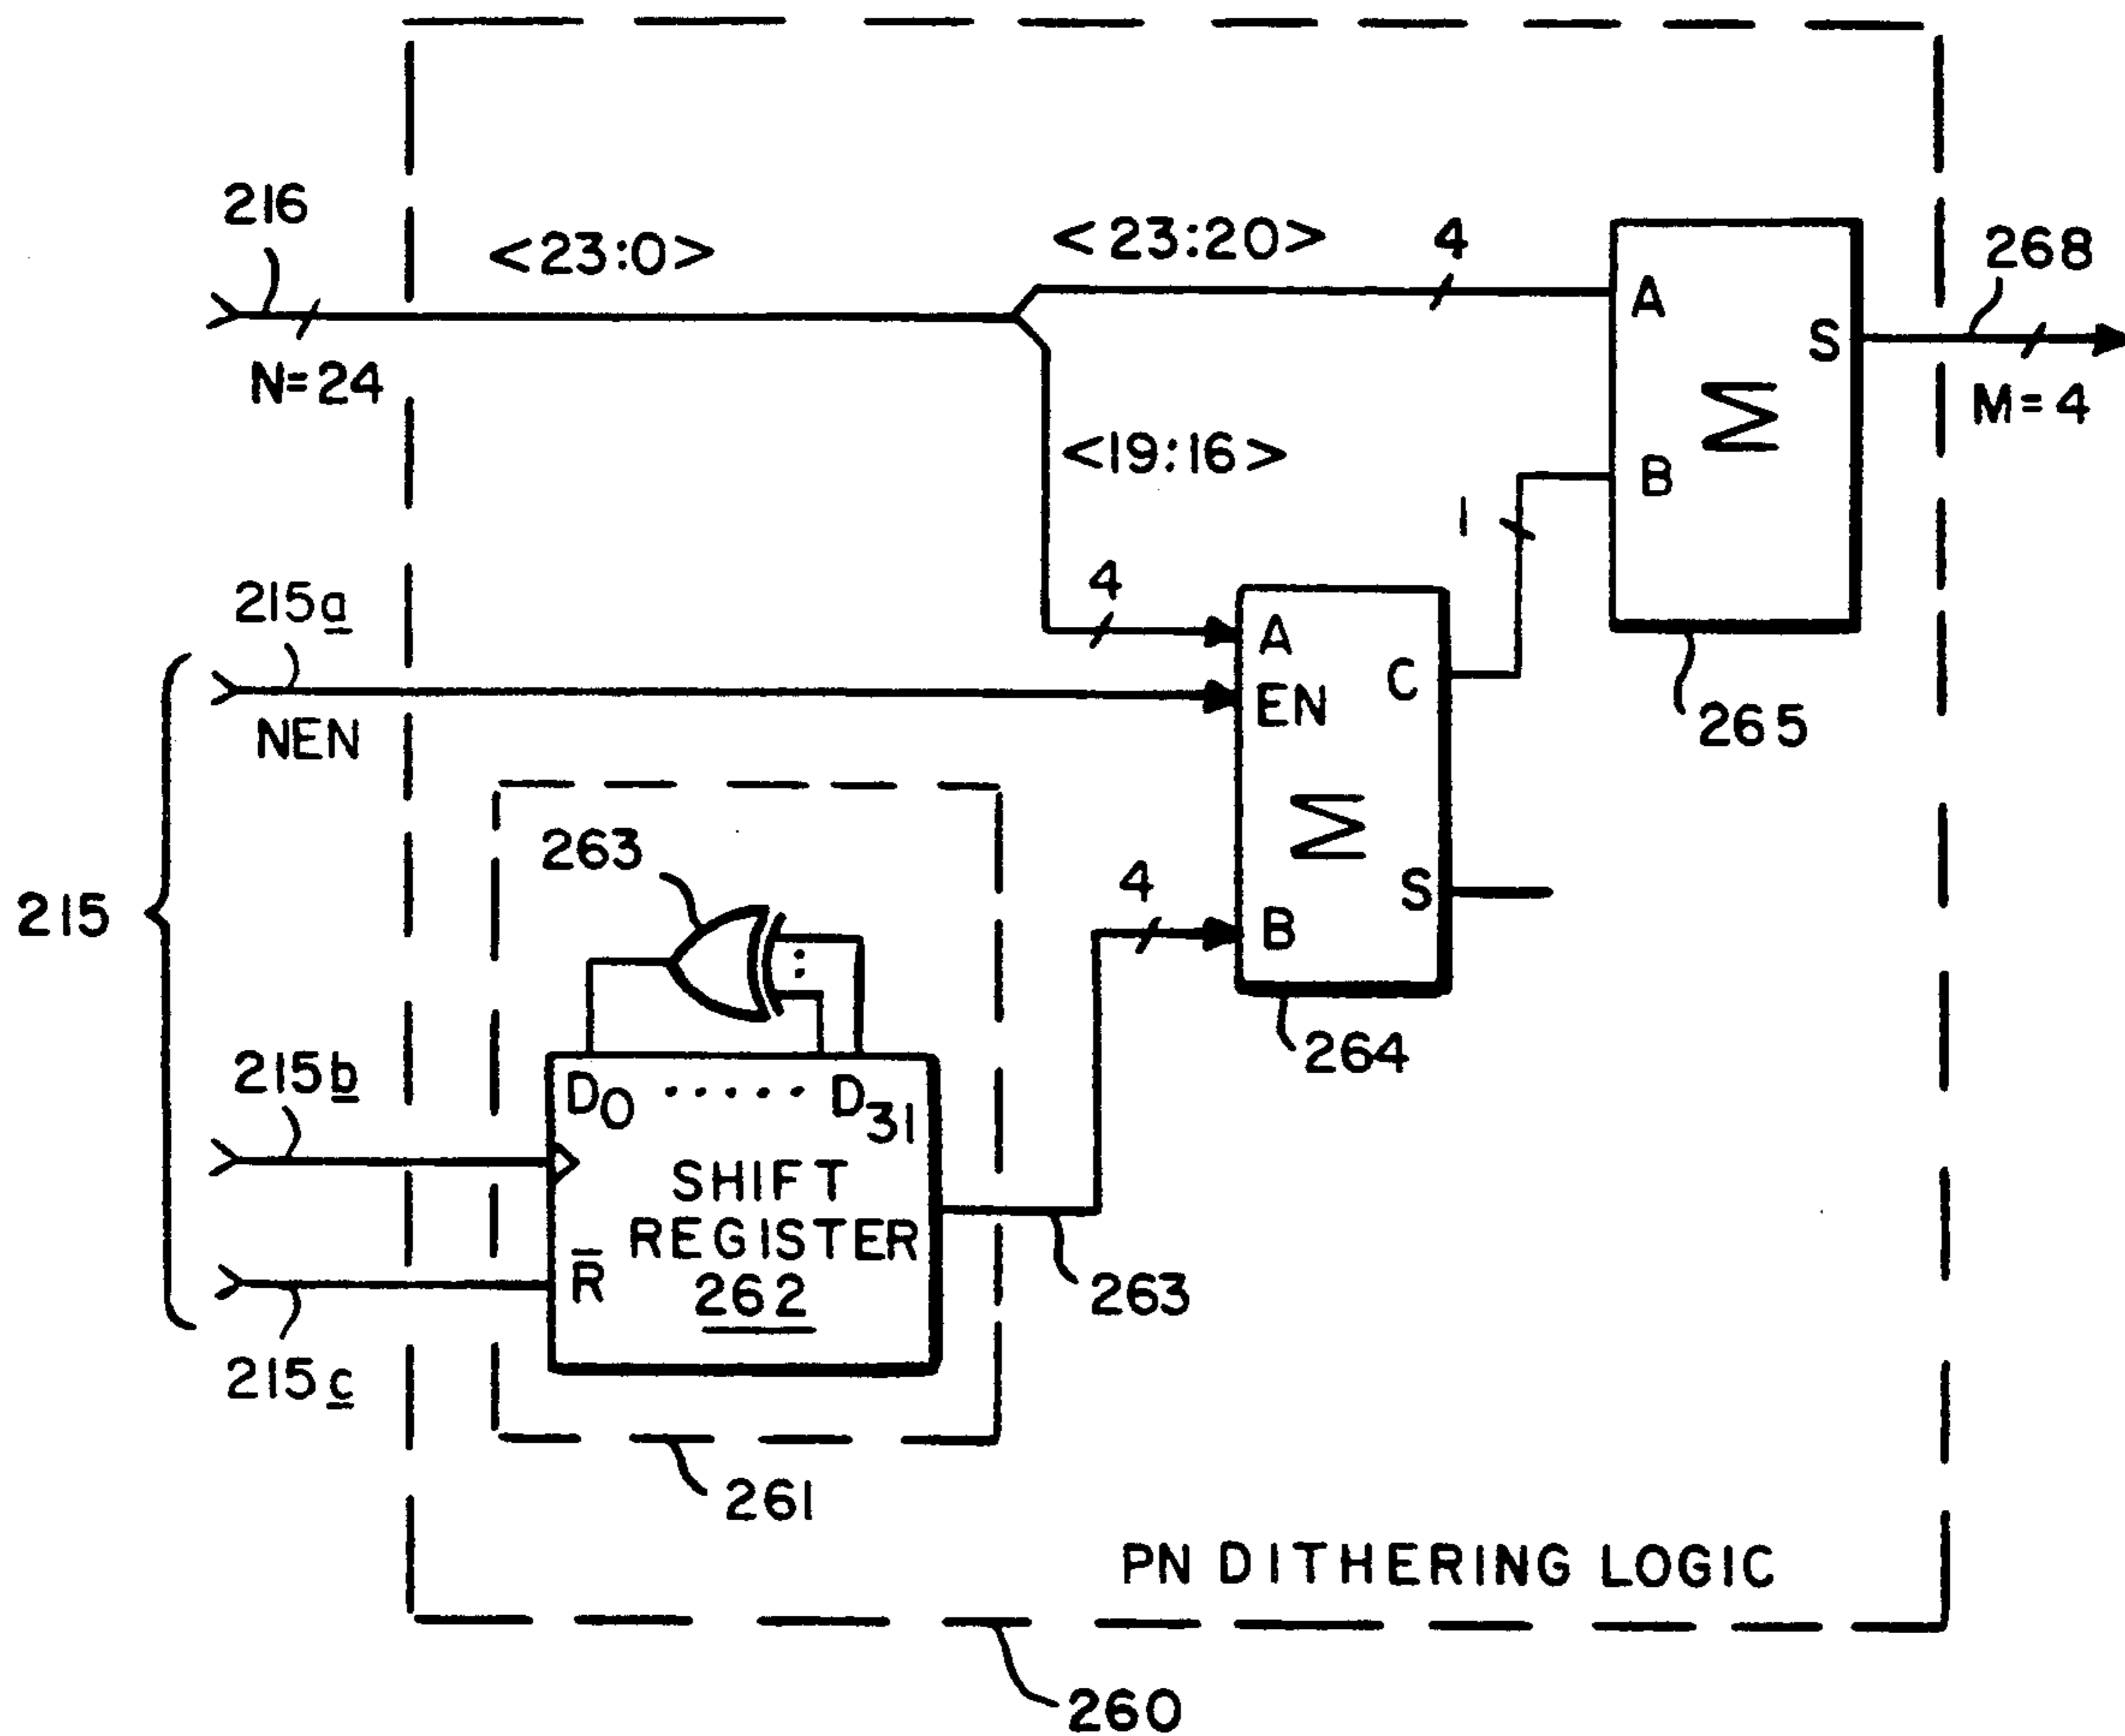 216
<23:0>
<23:20>
4
268
A
S
N=24
M=4
<19:16>
B
1
215a
4
A
C
EN
265
NEN
263
4
S
215
B
264
215b
D0 ..... D31
SHIFT
REGISTER
R̅
262
263
215c
261
PN DITHERING LOGIC
260